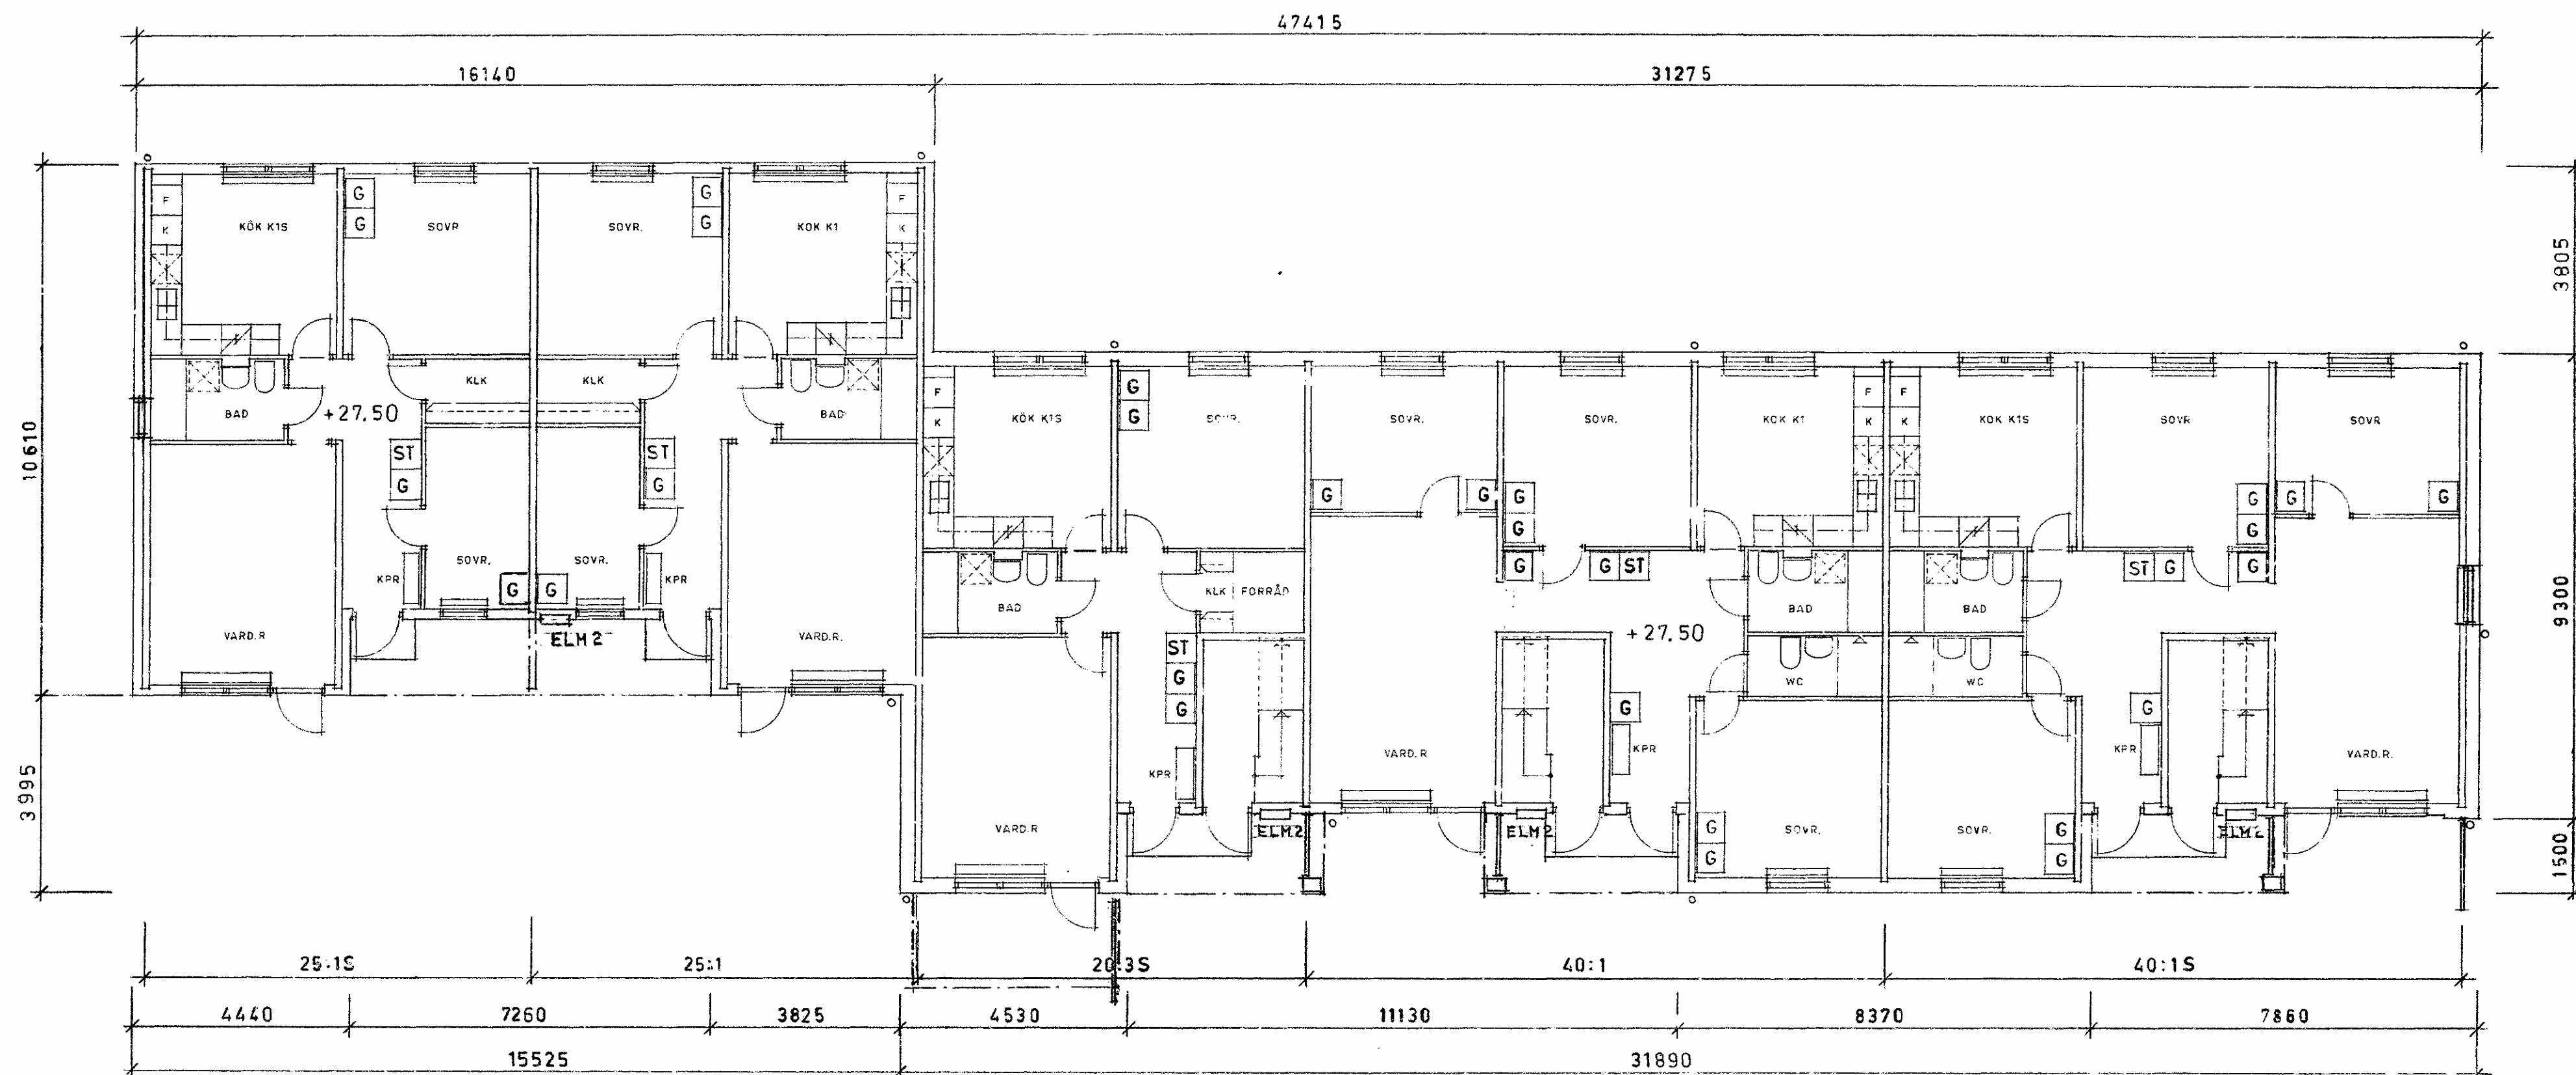 47415
16140 31275
F F
K KÖK K1S G G SOVR SOVR. G G KOK K1 K
3805
BAD KLK KLK BAD
+27.50
F F F
K KÖK K1S G G SOVR. SOVR. SOVR. KOK K1 K K KOK K1S SOVR SOVR
10610
ST ST
G G
G G G G G G G G
KPR SOVR. G G SOVR. KPR
BAD KLK FÖRRÅD G G ST BAD BAD ST G G
9300
VARD.R ELM2 VARD.R.
+27.50
ST
G
G
WC WC
G G
KPR VARD.R KPR KPR VARD.R.
3995
VARD.R ELM2 ELM2 G G SOVR. SOVR. G G ELM2
1500
25:1S 25:1 20:3S 40:1 40:1S
4440 7260 3825 4530 11130 8370 7860
15525 31890